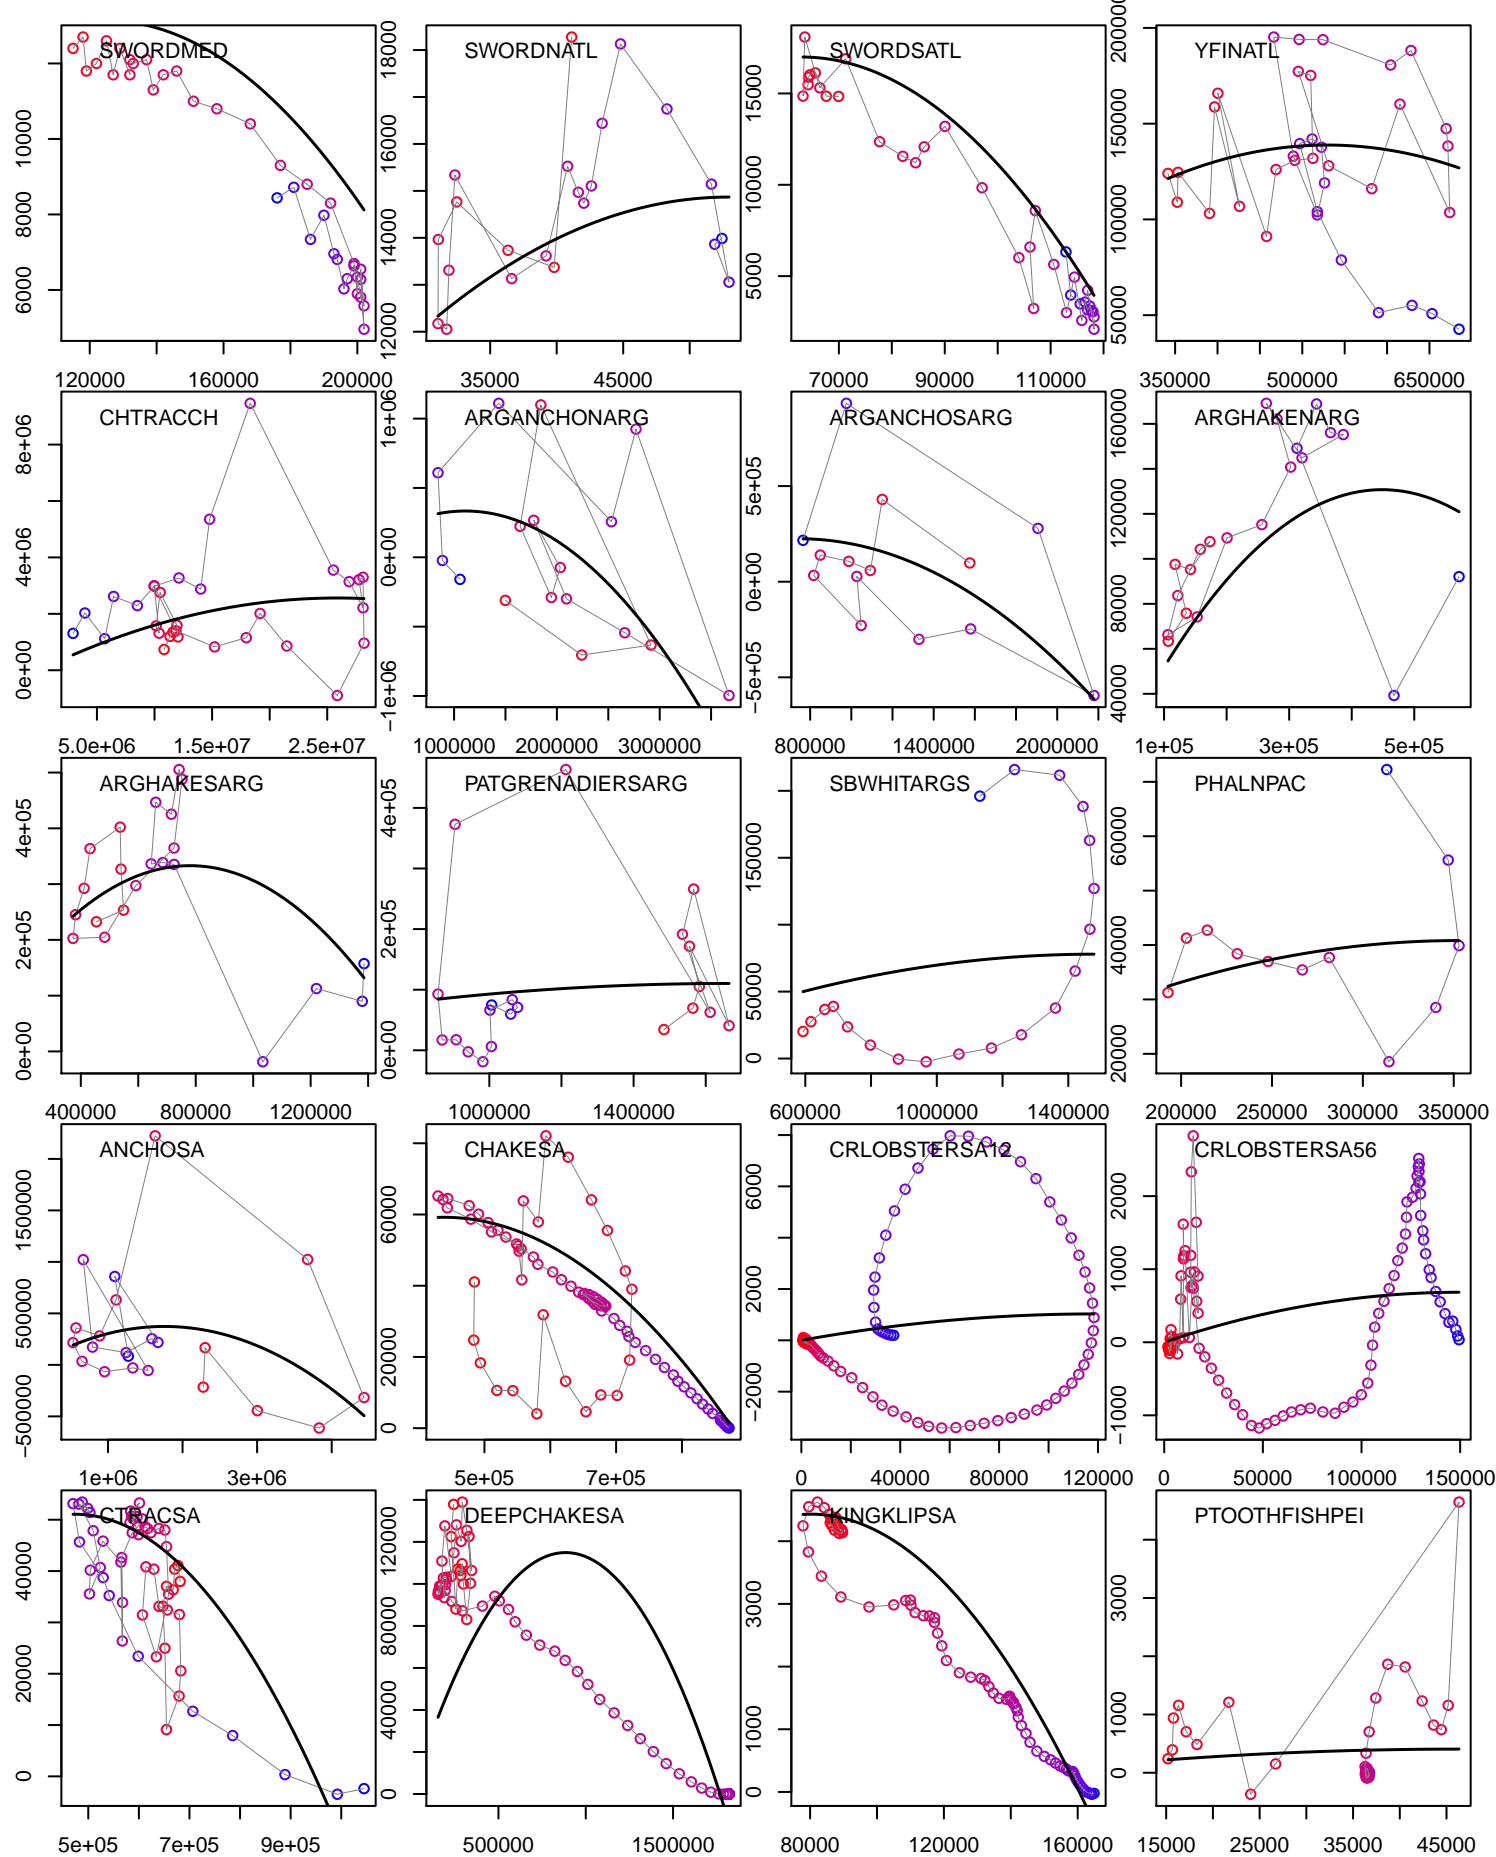 SWORDMED SWORDNATL SWORDSATL YFINATL
6000 8000 10000
12000 14000 16000 18000
5000 10000 15000
50000 100000 150000 200000
120000 160000 200000 35000 45000 70000 90000 110000 350000 500000 650000
CHTRACCH ARGANCHONARG ARGANCHOSARG ARGHAKENARG
0e+00 4e+06 8e+06
−1e+06 0e+00 1e+06
−5e+05 0e+00 5e+05
40000 80000 120000 160000
5.0e+06 1.5e+07 2.5e+07 1000000 2000000 3000000 800000 1400000 2000000 1e+05 3e+05 5e+05
ARGHAKESARG PATGRENADIERSARG SBWHITARGS PHALNPAC
0e+00 2e+05 4e+05
0e+00 2e+05 4e+05
0 50000 150000
20000 40000 60000
400000 800000 1200000 1000000 1400000 600000 1000000 1400000 200000 250000 300000 350000
ANCHOSA CHAKESA CRLOBSTERSA12 CRLOBSTERSA56
−500000 500000 1500000
0 20000 60000
−2000 2000 6000
−1000 0 1000 2000
1e+06 3e+06 5e+05 7e+05 0 40000 80000 120000 0 50000 100000 150000
CTRACSA DEEPCHAKESA KINGKLIPSA PTOOTHFISHPEI
0 20000 40000
0 40000 80000 120000
0 1000 3000
0 1000 3000
5e+05 7e+05 9e+05 500000 1500000 80000 120000 160000 15000 25000 35000 45000